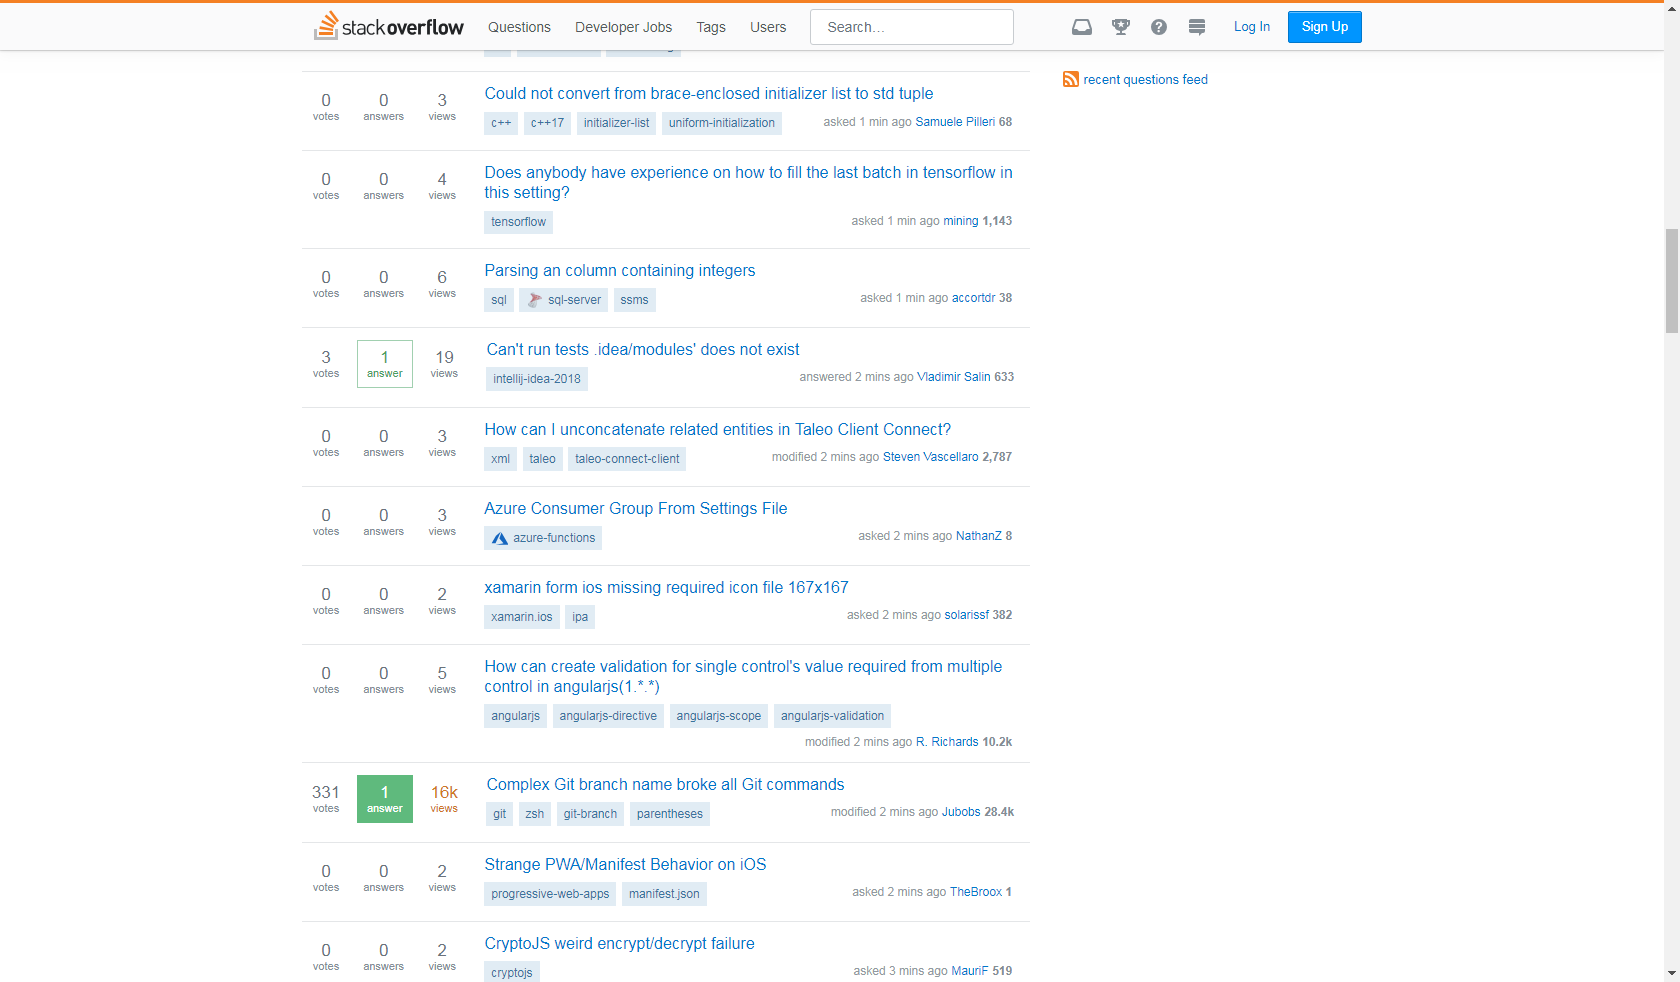 stackoverflow Questions Developer Jobs Tags Users Search... Log In Sign Up
recent questions feed
0 0 3 Could not convert from brace-enclosed initializer list to std tuple
votes answers views
c++ c++17 initializer-list uniform-initialization asked 1 min ago Samuele Pilleri 68
0 0 4 Does anybody have experience on how to fill the last batch in tensorflow in
votes answers views this setting?
tensorflow asked 1 min ago mining 1,143
0 0 6 Parsing an column containing integers
votes answers views
sql sql-server ssms asked 1 min ago accortdr 38
3 1 19 Can't run tests .idea/modules' does not exist
votes answer views
intellij-idea-2018 answered 2 mins ago Vladimir Salin 633
0 0 3 How can I unconcatenate related entities in Taleo Client Connect?
votes answers views
xml taleo taleo-connect-client modified 2 mins ago Steven Vascellaro 2,787
0 0 3 Azure Consumer Group From Settings File
votes answers views
azure-functions asked 2 mins ago NathanZ 8
0 0 2 xamarin form ios missing required icon file 167x167
votes answers views
xamarin.ios ipa asked 2 mins ago solarissf 382
0 0 5 How can create validation for single control's value required from multiple
votes answers views control in angularjs(1.*.*)
angularjs angularjs-directive angularjs-scope angularjs-validation
modified 2 mins ago R. Richards 10.2k
331 1 16k Complex Git branch name broke all Git commands
votes answer views
git zsh git-branch parentheses modified 2 mins ago Jubobs 28.4k
0 0 2 Strange PWA/Manifest Behavior on iOS
votes answers views
progressive-web-apps manifest.json asked 2 mins ago TheBroox 1
0 0 2 CryptoJS weird encrypt/decrypt failure
votes answers views
cryptojs asked 3 mins ago MauriF 519